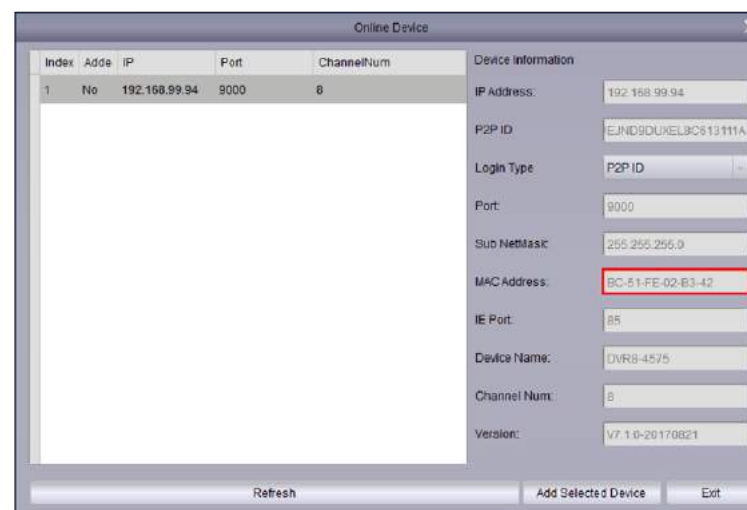 Online Device
Index Adde IP Port ChannelNum
1 No 192.168.99.94 9000 8
Device Information
IP Address: 192.168.99.94
P2P ID EJND9DUXELBC613111A
Login Type P2P ID
Port: 9000
Sub NetMask: 255.255.255.0
MAC Address: BC-51-FE-02-B3-42
IE Port: 85
Device Name: DVR8-4575
Channel Num: 8
Version: V7.1.0-20170821
Refresh
Add Selected Device
Exit